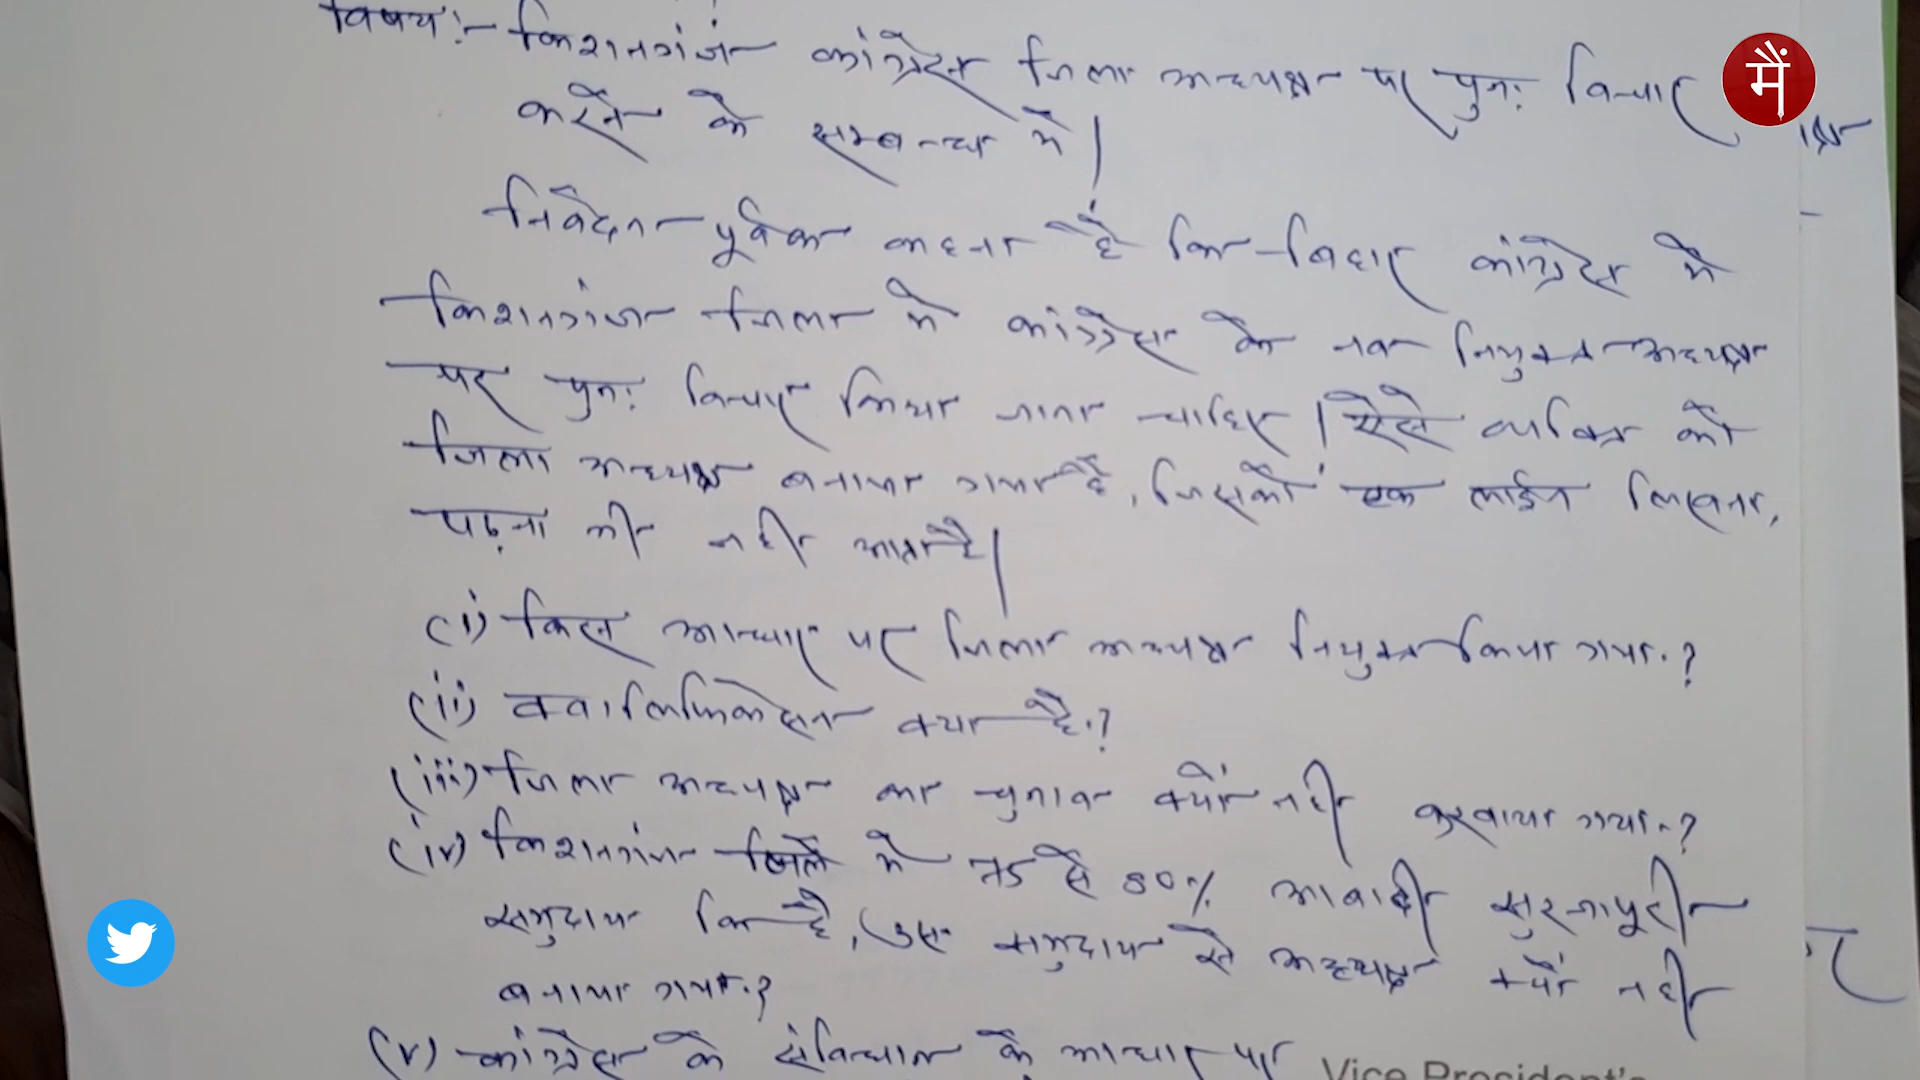 विषय :- किशनगंज कांग्रेस जिला अध्यक्ष पर पुनः विचार
करने के सम्बन्ध में।
निवेदन पूर्वक कहना है कि बिहार कांग्रेस में
किशनगंज जिला में कांग्रेस के नव नियुक्त अध्यक्ष
पर पुनः विचार किया जाना चाहिए। ऐसे व्यक्ति को
जिला अध्यक्ष बनाया गया है, जिसको एक लाईन लिखना,
पढ़ना भी नहीं आता है।
(i) किस आधार पर जिला अध्यक्ष नियुक्त किया गया.?
(ii) क्वालिफिकेसन क्या है.?
(iii) जिला अध्यक्ष का चुनाव क्यों नहीं करवाया गया.?
(iv) किशनगंज जिले में 75 से 80% आबादी सुरजापूरी
समुदाय कि है, उस समुदाय से अध्यक्ष क्यों नहीं
बनाया गया.?
(v) कांग्रेस के संविधान के आधार पर
Vice President's
मैं